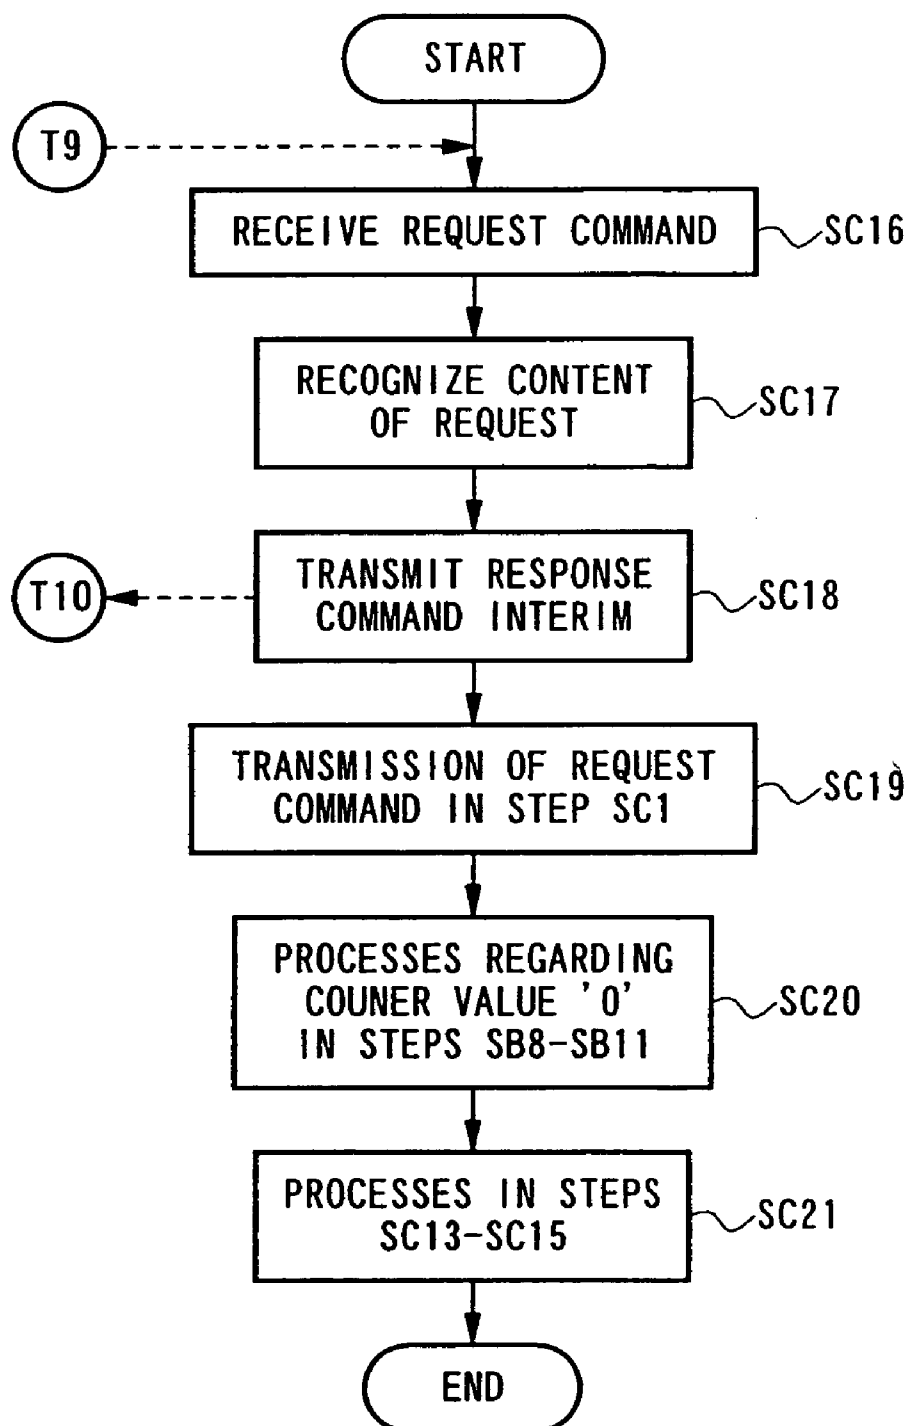 START
T9
RECEIVE REQUEST COMMAND
SC16
RECOGNIZE CONTENT
OF REQUEST
SC17
TRANSMIT RESPONSE
COMMAND INTERIM
SC18
T10
TRANSMISSION OF REQUEST
COMMAND IN STEP SC1
SC19
PROCESSES REGARDING
COUNER VALUE '0'
IN STEPS SB8-SB11
SC20
PROCESSES IN STEPS
SC13-SC15
SC21
END